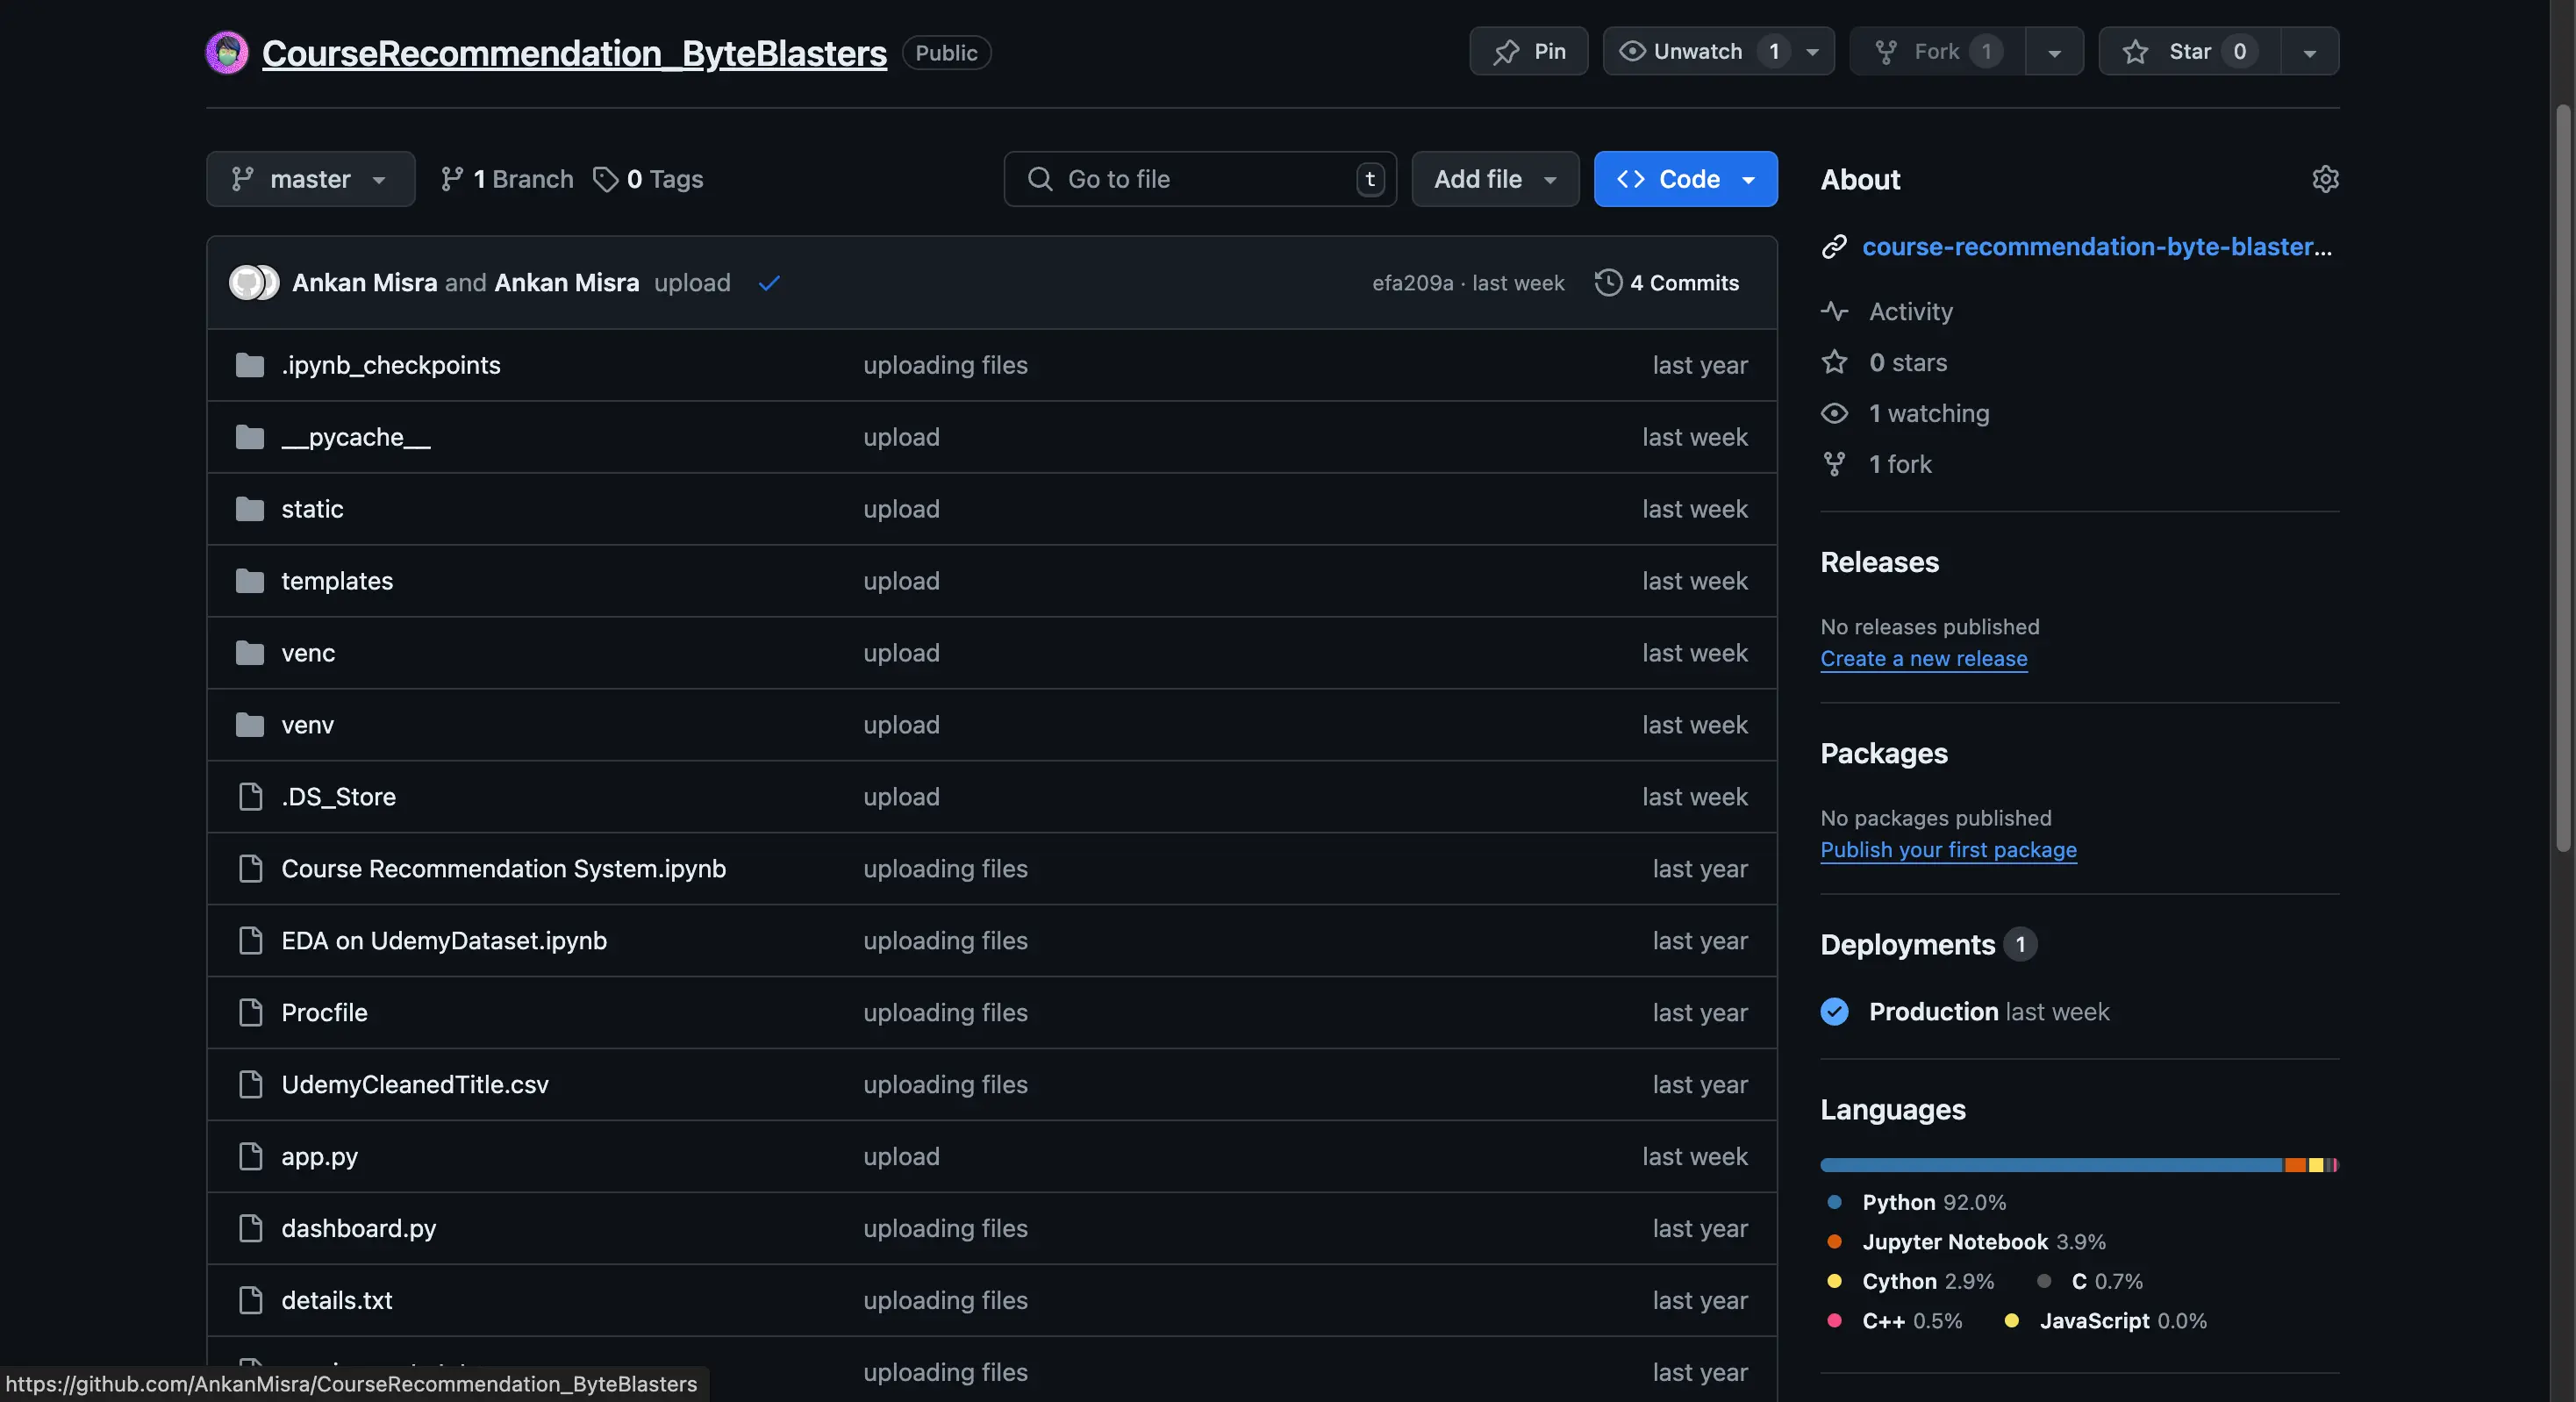 CourseRecommendation_ByteBlasters Public Pin Unwatch 1 Fork 1 Star 0
master 1 Branch 0 Tags Go to file t Add file Code
Ankan Misra and Ankan Misra upload efa209a · last week 4 Commits
.ipynb_checkpoints uploading files last year
__pycache__ upload last week
static upload last week
templates upload last week
venc upload last week
venv upload last week
.DS_Store upload last week
Course Recommendation System.ipynb uploading files last year
EDA on UdemyDataset.ipynb uploading files last year
Procfile uploading files last year
UdemyCleanedTitle.csv uploading files last year
app.py upload last week
dashboard.py uploading files last year
details.txt uploading files last year
uploading files last year
About
course-recommendation-byte-blaster...
Activity
0 stars
1 watching
1 fork
Releases
No releases published
Create a new release
Packages
No packages published
Publish your first package
Deployments 1
Production last week
Languages
Python 92.0%
Jupyter Notebook 3.9%
Cython 2.9% C 0.7%
C++ 0.5% JavaScript 0.0%
https://github.com/AnkanMisra/CourseRecommendation_ByteBlasters